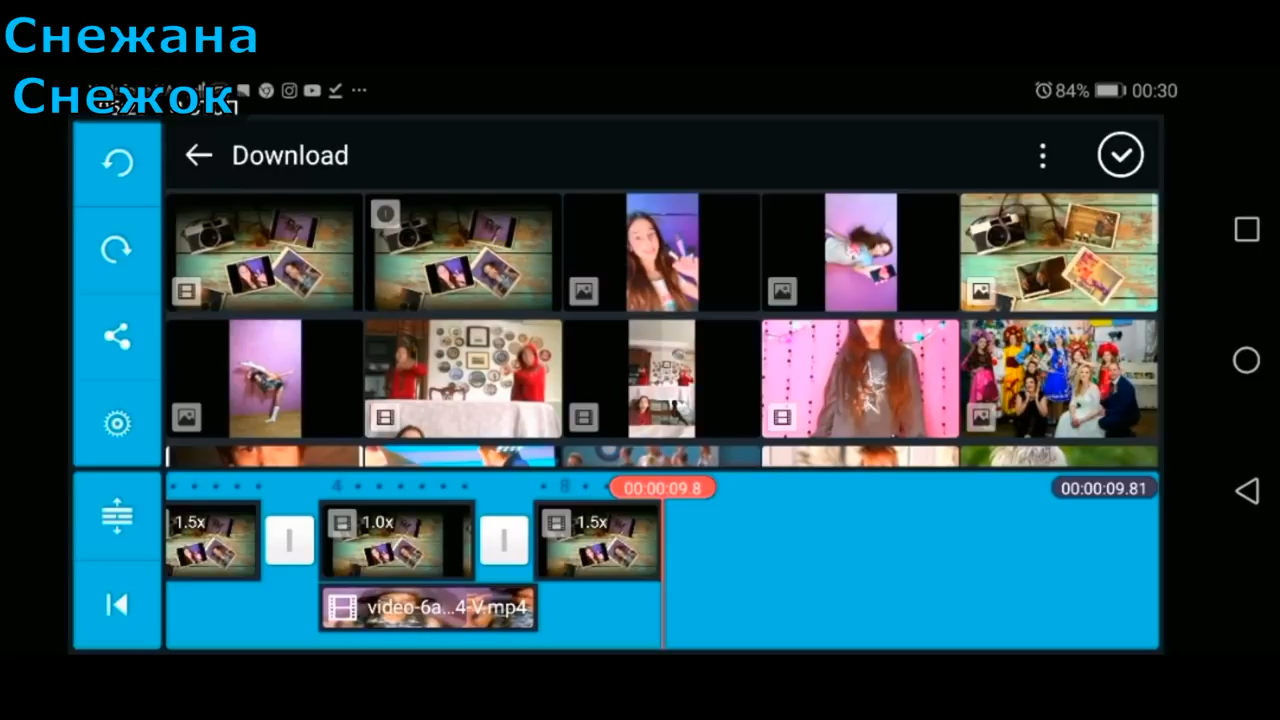 Снежана
Снежок
84% 00:30
Download
4 8 00:00:09.8 00:00:09.81
1.5x 1.0x 1.5x
video-6a...4-V.mp4